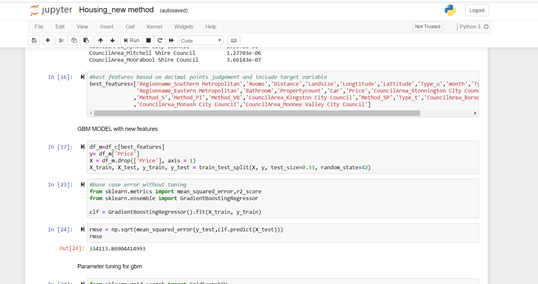 jupyter Housing_new method (autosaved)
Logout
File Edit View Insert Cell Kernel Widgets Help
Not Trusted
Python 3
Run
Code
CouncilArea_Mitchell Shire Council 1.27703e-06
CouncilArea_Moorabool Shire Council 3.66143e-07
In [16]:
#best features based on decimal points judgement and include target variable
best_features=['Regionname_Southern Metropolitan','Rooms','Distance','Landsize','Longtitude','Lattitude','Type_u','month','Ty
'Regionname_Eastern Metropolitan','Bathroom','Propertycount','Car','Price','CouncilArea_Stonnington City Counc
,'Method_S','Method_PI','Method_VB','CouncilArea_Kingston City Council','Method_SP','Type_t','CouncilArea_Boroo
,'CouncilArea_Monash City Council','CouncilArea_Moonee Valley City Council']
GBM MODEL with new features
In [17]:
df_m=df_c[best_features]
y= df_m['Price']
X = df_m.drop(['Price'], axis = 1)
X_train, X_test, y_train, y_test = train_test_split(X, y, test_size=0.33, random_state=42)
In [23]:
#base case error without tuning
from sklearn.metrics import mean_squared_error,r2_score
from sklearn.ensemble import GradientBoostingRegressor
clf = GradientBoostingRegressor().fit(X_train, y_train)
In [24]:
rmse = np.sqrt(mean_squared_error(y_test,clf.predict(X_test)))
rmse
Out[24]: 334113.86904414993
Parameter tuning for gbm